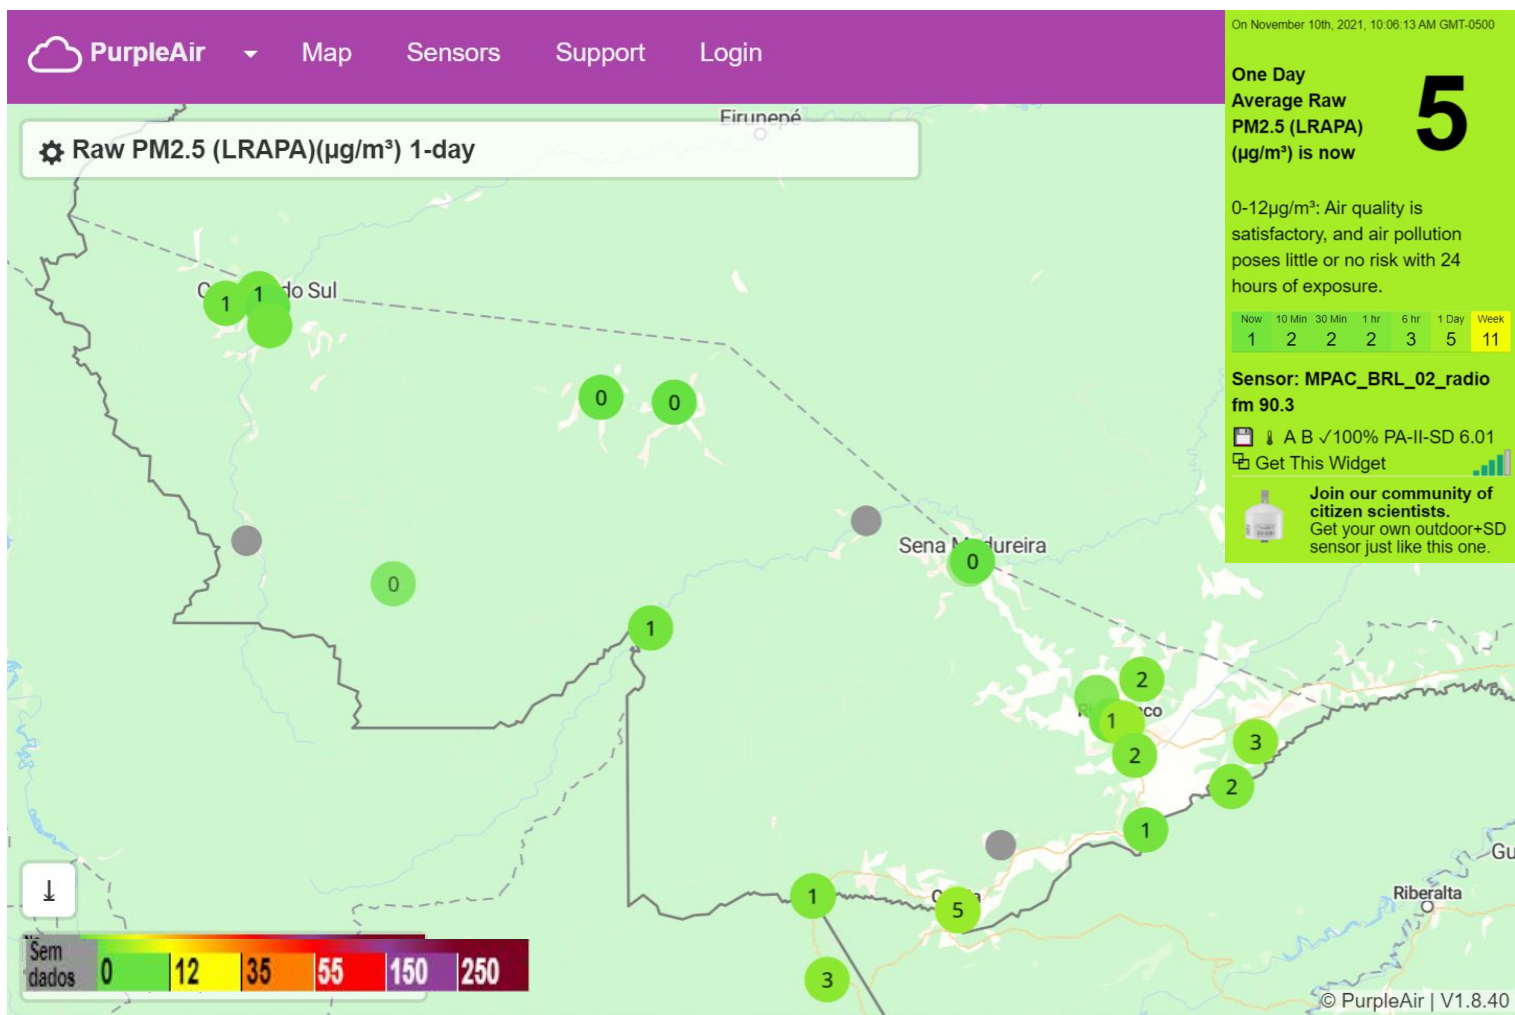 PurpleAir Map Sensors Support Login
On November 10th, 2021, 10:06:13 AM GMT-0500
One Day
Average Raw
PM2.5 (LRAPA)
(µg/m³) is now
5
0-12µg/m³: Air quality is
satisfactory, and air pollution
poses little or no risk with 24
hours of exposure.
Now 10 Min 30 Min 1 hr 6 hr 1 Day Week
1 2 2 2 3 5 11
Sensor: MPAC_BRL_02_radio
fm 90.3
A B ✓100% PA-II-SD 6.01
Get This Widget
Join our community of
citizen scientists.
Get your own outdoor+SD
sensor just like this one.
Eirunepé
Raw PM2.5 (LRAPA)(µg/m³) 1-day
do Sul
1
1
0
0
Sena Madureira
0
0
1
2
1
2
3
2
1
1
5
3
Riberalta
Gu
Sem
dados
0 12 35 55 150 250
© PurpleAir | V1.8.40